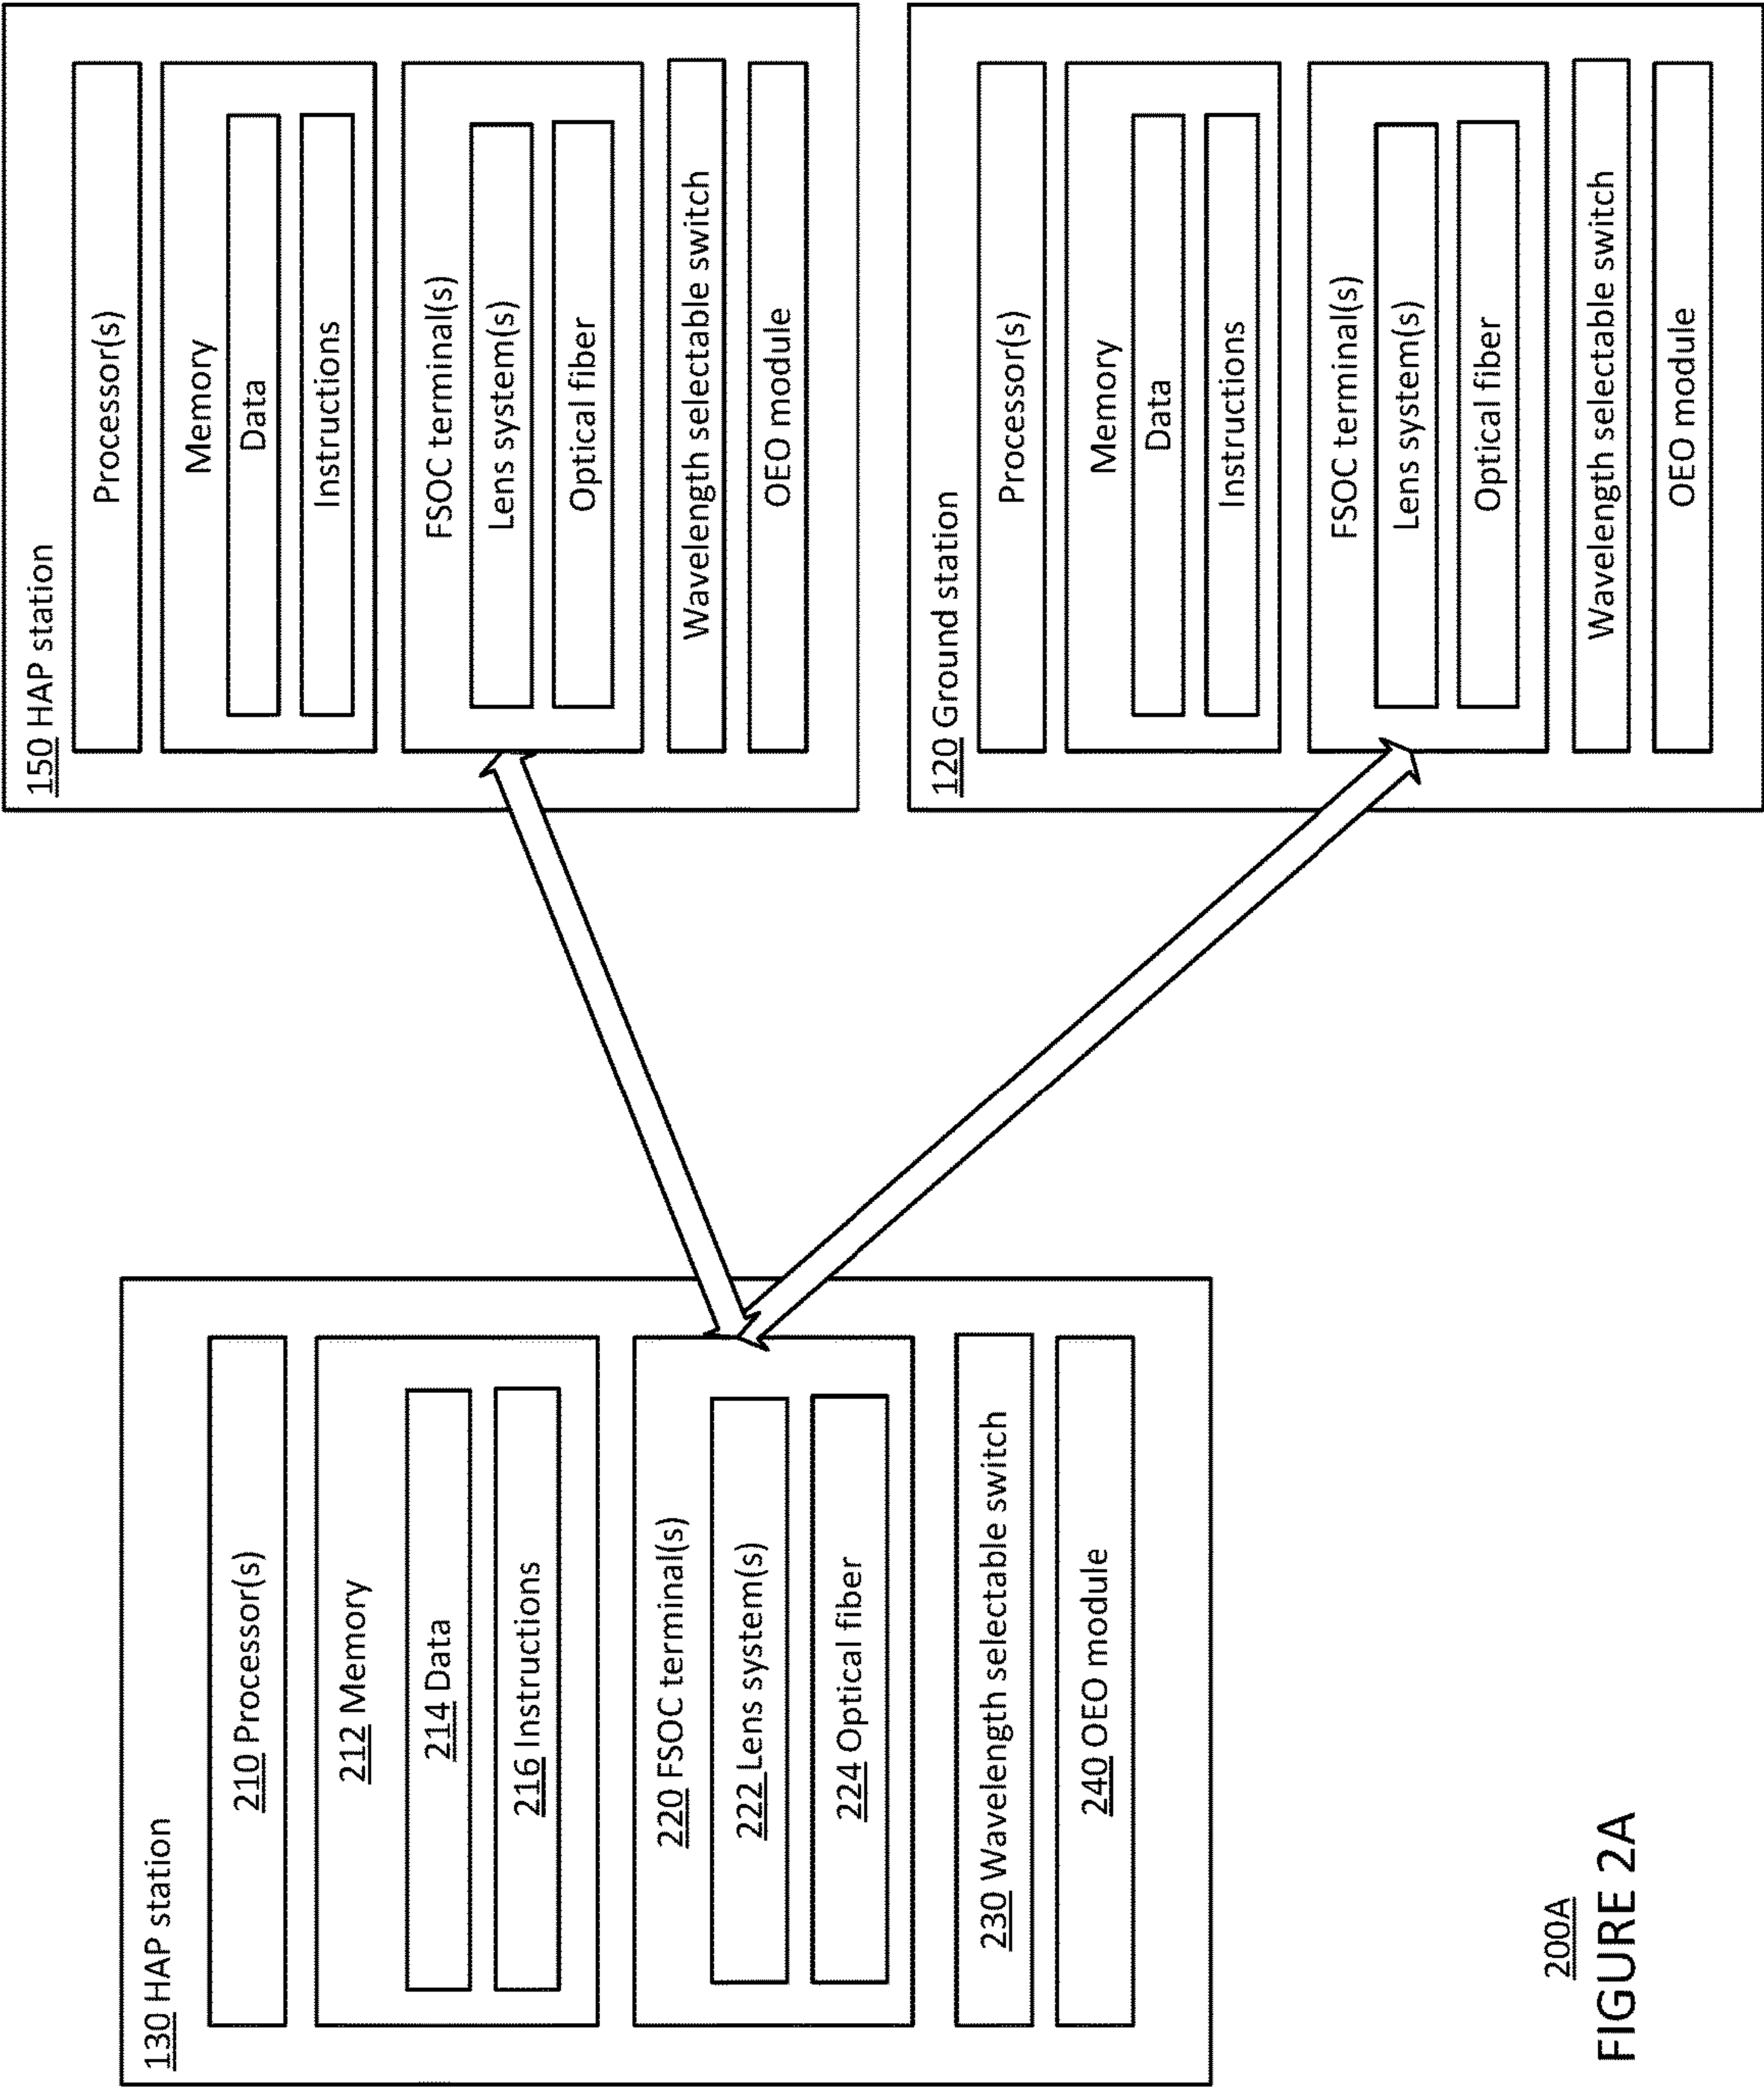 130 HAP station
210 Processor(s)
212 Memory
214 Data
216 Instructions
220 FSOC terminal(s)
222 Lens system(s)
224 Optical fiber
230 Wavelength selectable switch
240 OEO module
150 HAP station
Processor(s)
Memory
Data
Instructions
FSOC terminal(s)
Lens system(s)
Optical fiber
Wavelength selectable switch
OEO module
120 Ground station
Processor(s)
Memory
Data
Instructions
FSOC terminal(s)
Lens system(s)
Optical fiber
Wavelength selectable switch
OEO module
200A
FIGURE 2A